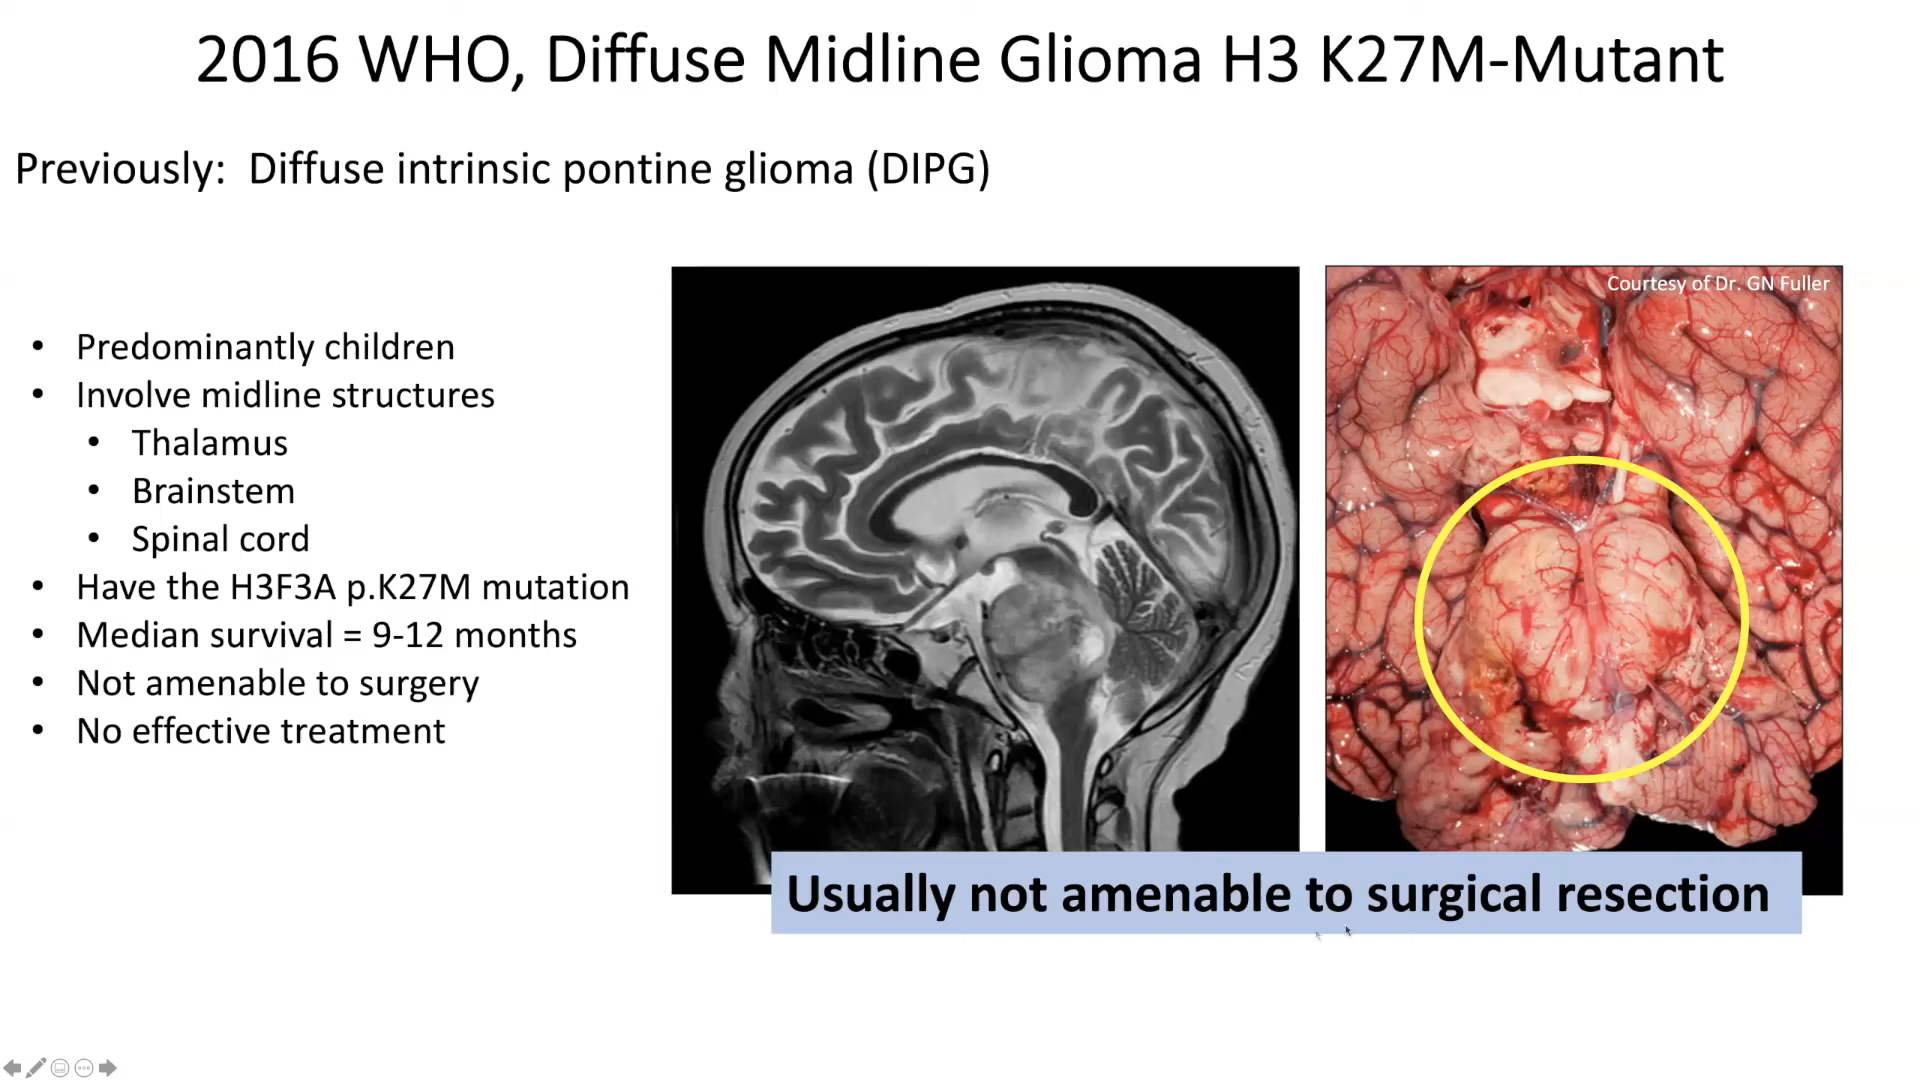 2016 WHO, Diffuse Midline Glioma H3 K27M-Mutant
Previously: Diffuse intrinsic pontine glioma (DIPG)
• Predominantly children
• Involve midline structures
• Thalamus
• Brainstem
• Spinal cord
• Have the H3F3A p.K27M mutation
• Median survival = 9-12 months
• Not amenable to surgery
• No effective treatment
Courtesy of Dr. GN Fuller
Usually not amenable to surgical resection